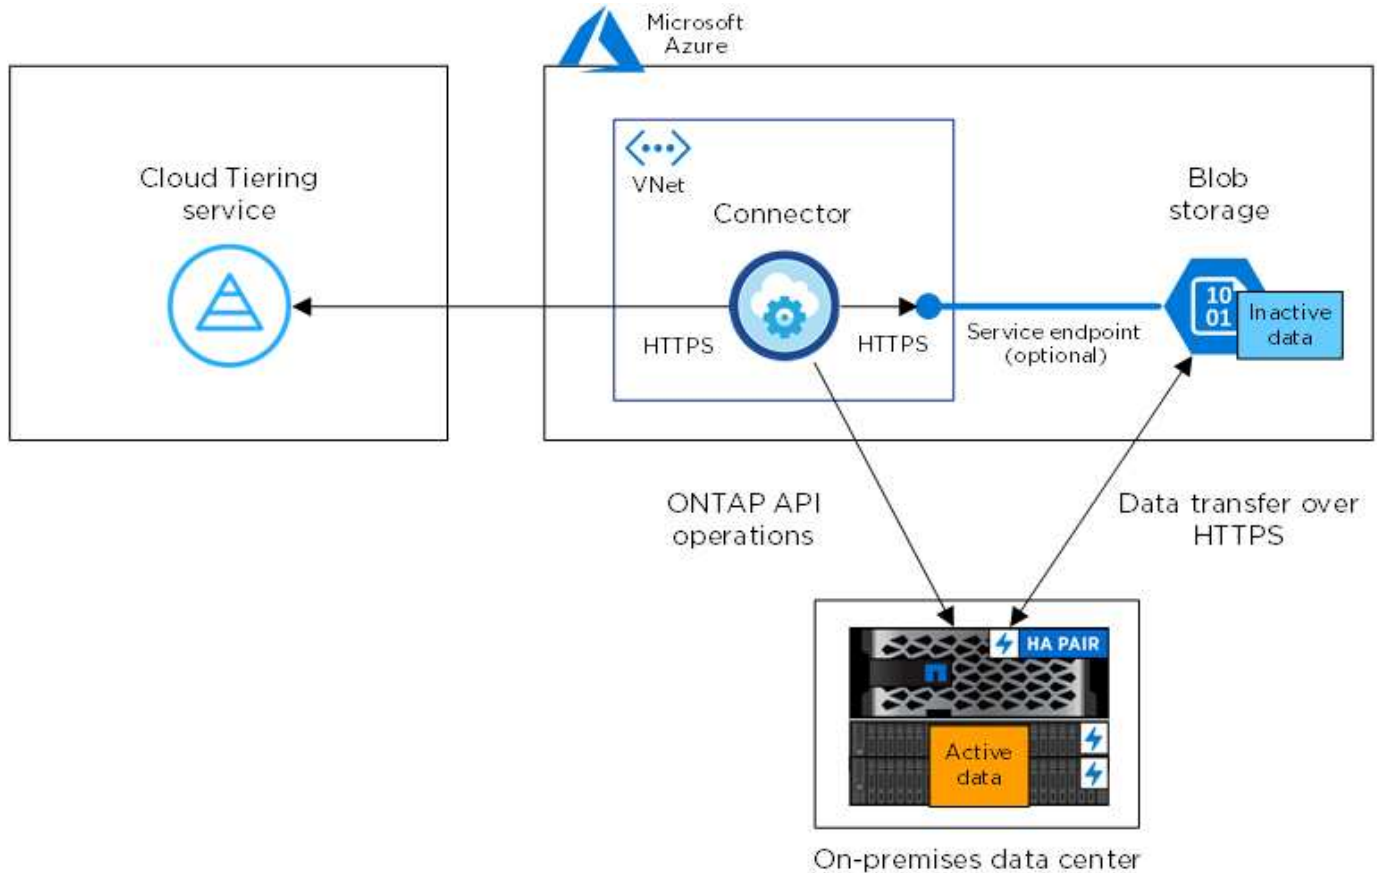 Microsoft
Azure
Cloud Tiering
service
VNet
Connector
Blob
storage
10
01
Inactive
data
HTTPS
HTTPS
Service endpoint
(optional)
ONTAP API
operations
Data transfer over
HTTPS
HA PAIR
Active
data
On-premises data center